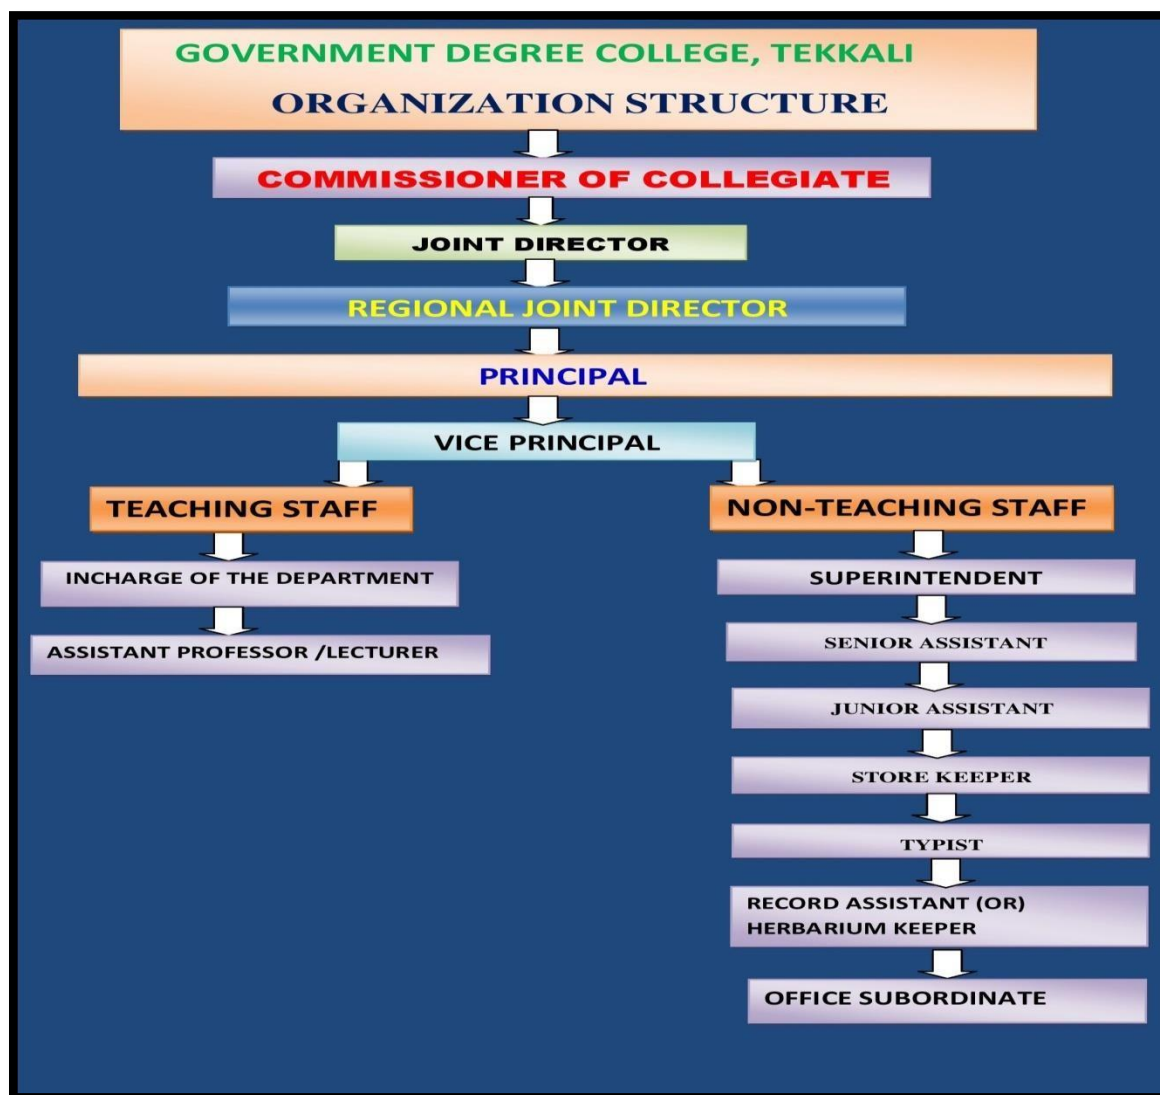 GOVERNMENT DEGREE COLLEGE, TEKKALI
ORGANIZATION STRUCTURE
COMMISSIONER OF COLLEGIATE
JOINT DIRECTOR
REGIONAL JOINT DIRECTOR
PRINCIPAL
VICE PRINCIPAL
TEACHING STAFF
INCHARGE OF THE DEPARTMENT
ASSISTANT PROFESSOR /LECTURER
NON-TEACHING STAFF
SUPERINTENDENT
SENIOR ASSISTANT
JUNIOR ASSISTANT
STORE KEEPER
TYPIST
RECORD ASSISTANT (OR)
HERBARIUM KEEPER
OFFICE SUBORDINATE